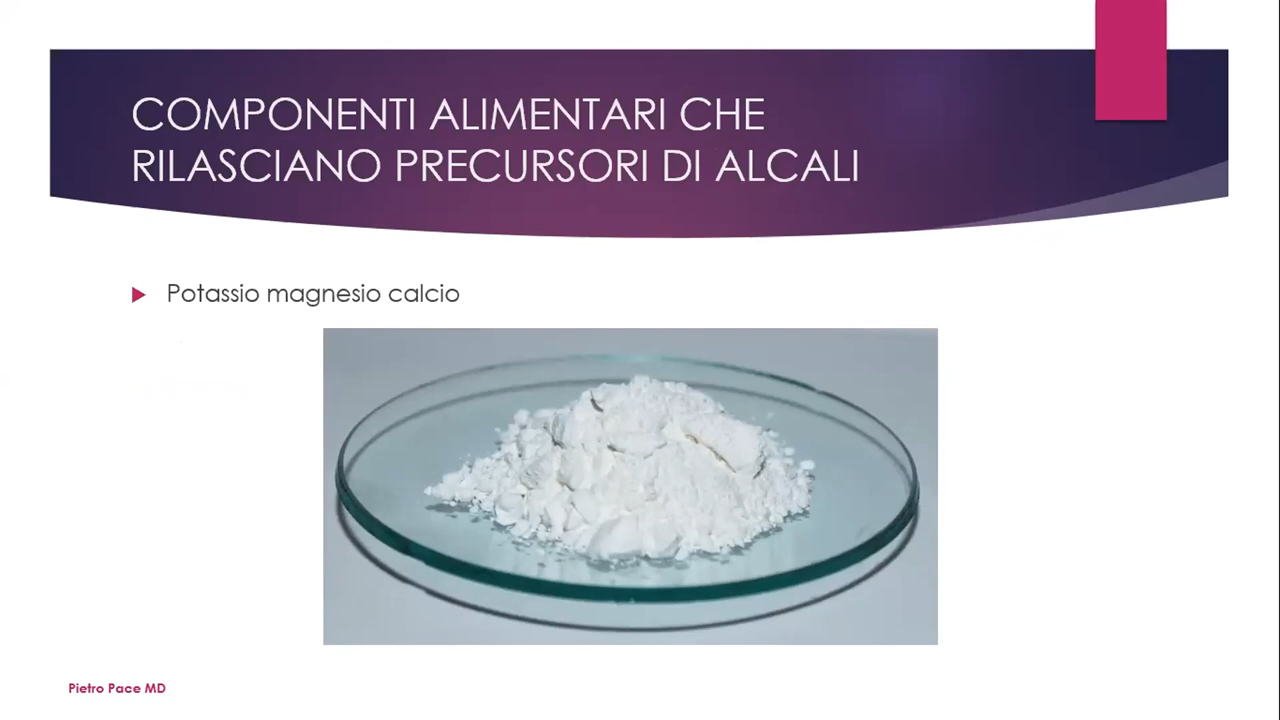 COMPONENTI ALIMENTARI CHE
RILASCIANO PRECURSORI DI ALCALI
Potassio magnesio calcio
Pietro Pace MD